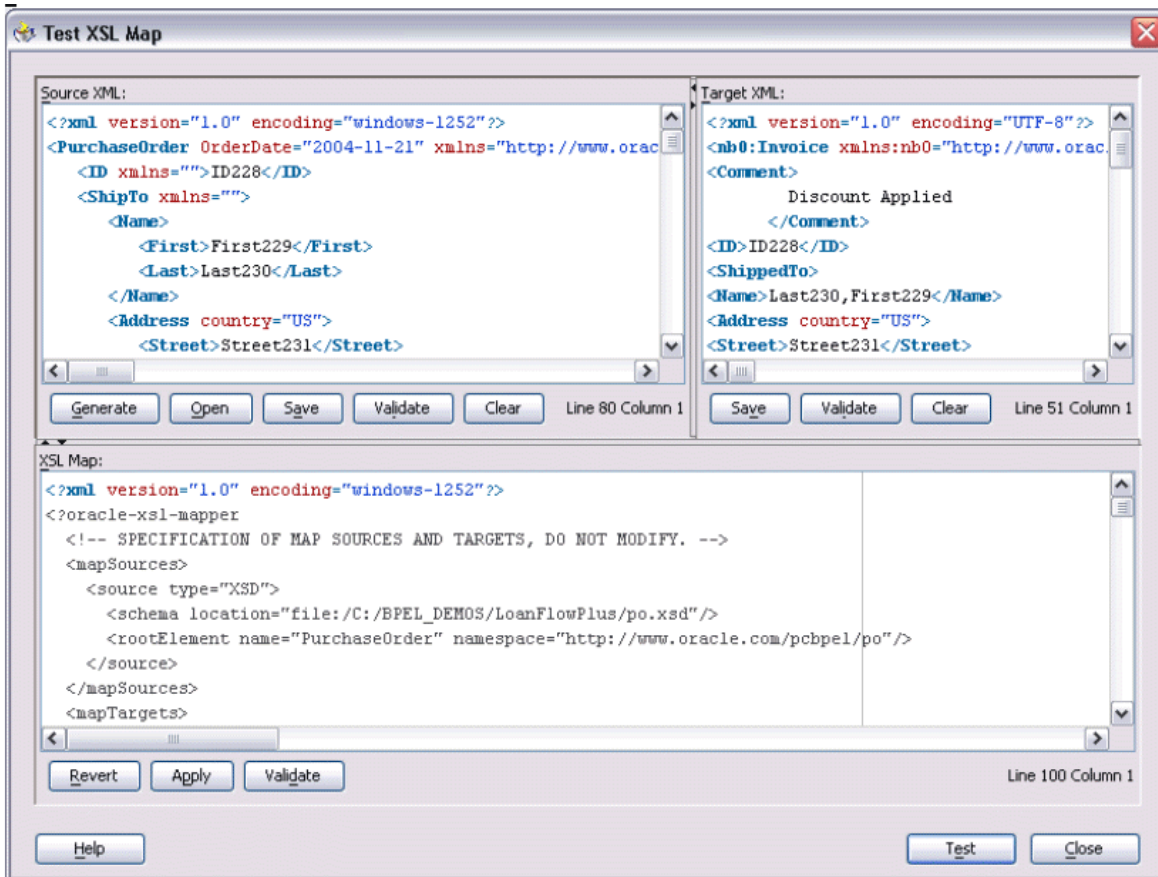 Test XSL Map
Source XML:
<?xml version="1.0" encoding="windows-1252"?>
<PurchaseOrder OrderDate="2004-11-21" xmlns="http://www.orac
<ID xmlns="">ID228</ID>
<ShipTo xmlns="">
<Name>
<First>First229</First>
<Last>Last230</Last>
</Name>
<Address country="US">
<Street>Street231</Street>
Generate Open Save Validate Clear Line 80 Column 1
Target XML:
<?xml version="1.0" encoding="UTF-8"?>
<nb0:Invoice xmlns:nb0="http://www.orac.
<Comment>
Discount Applied
</Comment>
<ID>ID228</ID>
<ShippedTo>
<Name>Last230,First229</Name>
<Address country="US">
<Street>Street231</Street>
Save Validate Clear Line 51 Column 1
XSL Map:
<?xml version="1.0" encoding="windows-1252"?>
<?oracle-xsl-mapper
<!-- SPECIFICATION OF MAP SOURCES AND TARGETS, DO NOT MODIFY. -->
<mapSources>
<source type="XSD">
<schema location="file:/C:/BPEL_DEMOS/LoanFlowPlus/po.xsd"/>
<rootElement name="PurchaseOrder" namespace="http://www.oracle.com/pcbpel/po"/>
</source>
</mapSources>
<mapTargets>
Revert Apply Validate Line 100 Column 1
Help Test Close